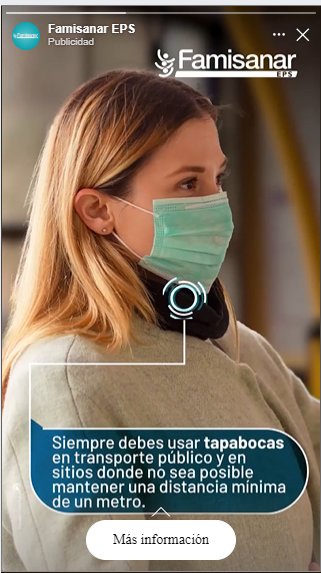 Famisanar EPS
Publicidad
Famisanar
EPS
Siempre debes usar tapabocas
en transporte público y en
sitios donde no sea posible
mantener una distancia mínima
de un metro.
Más información